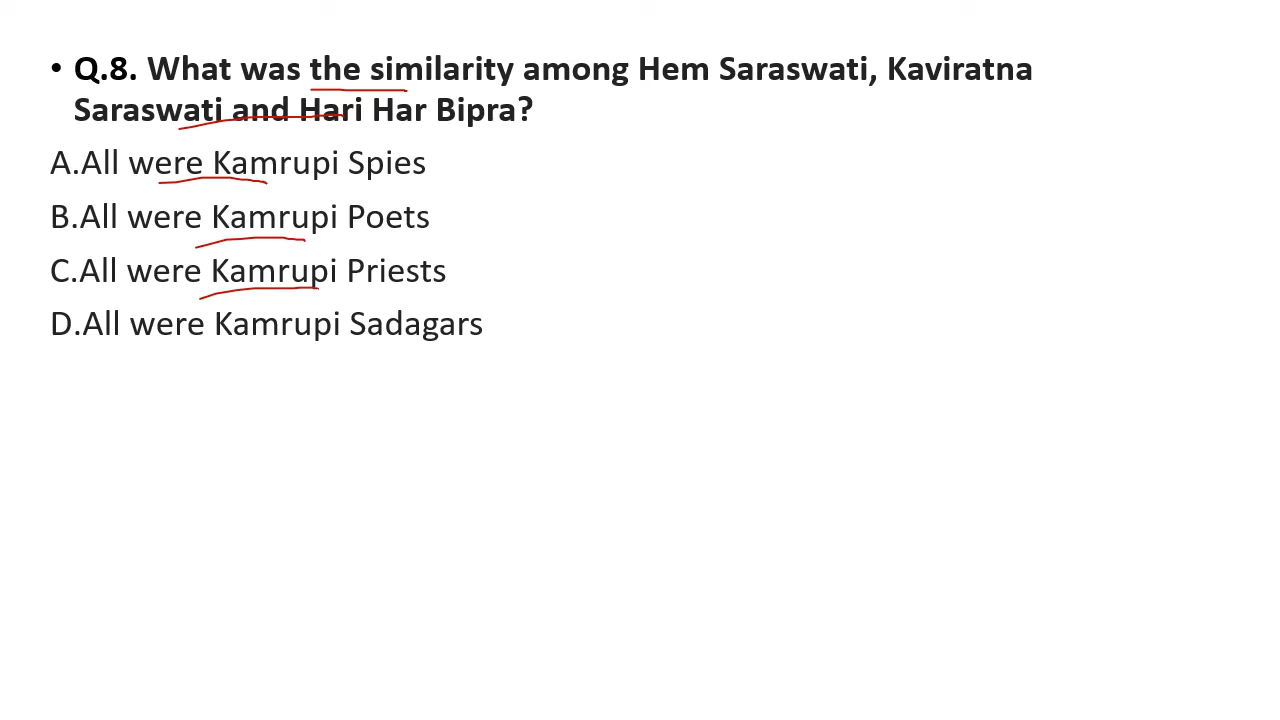 • Q.8. What was the similarity among Hem Saraswati, Kaviratna
Saraswati and Hari Har Bipra?
A.All were Kamrupi Spies
B.All were Kamrupi Poets
C.All were Kamrupi Priests
D.All were Kamrupi Sadagars